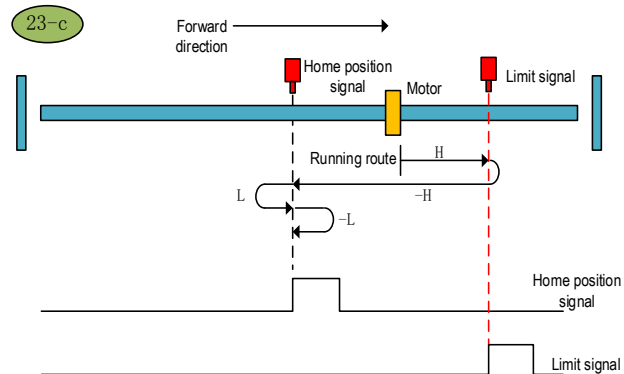 23-c
Forward
direction
Home position
signal
Motor
Limit signal
Running route
H
L
-H
-L
Home position
signal
Limit signal